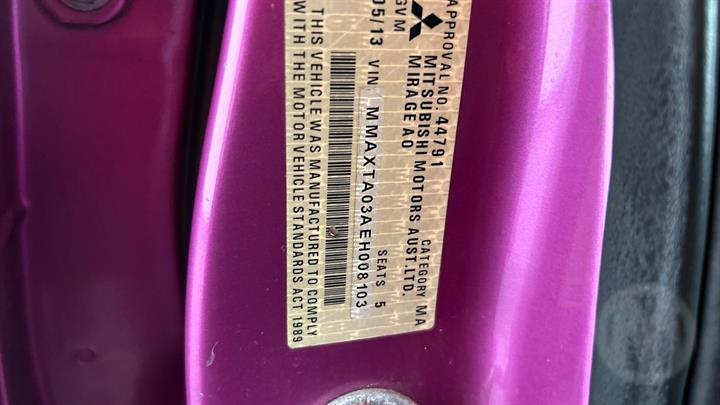 APPROVAL NO. 44791 CATEGORY MA
MITSUBISHI MOTORS AUST.LTD.
MIRAGE AO
GVM SEATS 5
05/13 VIN MMAXTA03AEH008103
THIS VEHICLE WAS MANUFACTURED TO COMPLY
WITH THE MOTOR VEHICLE STANDARDS ACT 1989